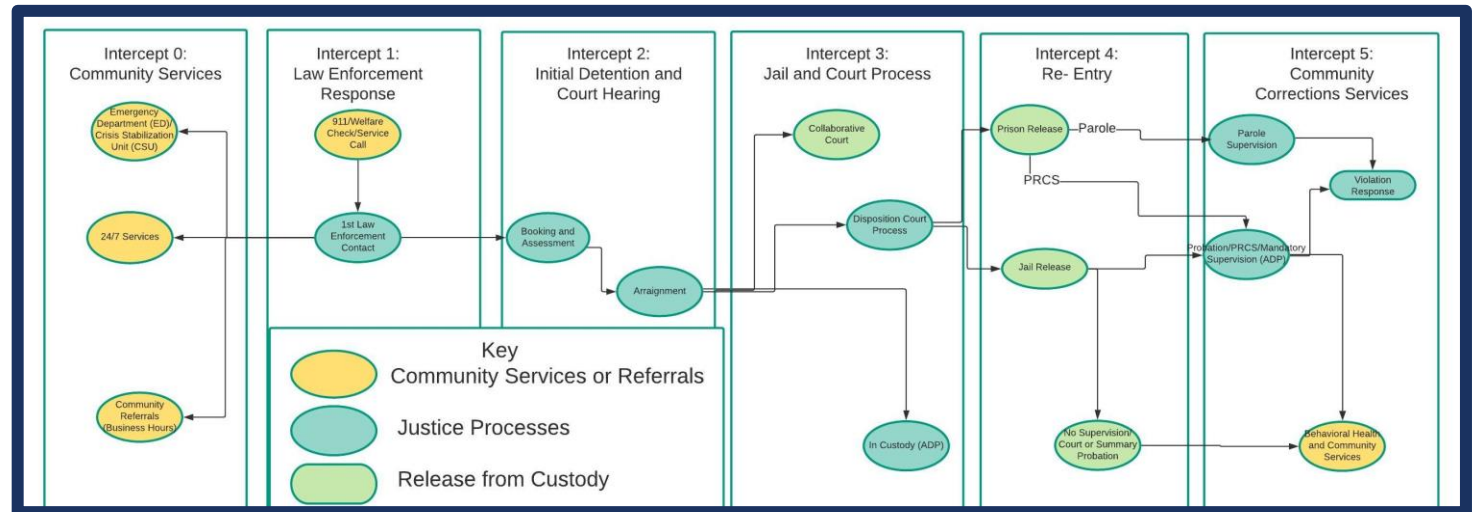 Intercept 0:
Community Services
Emergency
Department (ED)/
Crisis Stabilization
Unit (CSU)
24/7 Services
Community
Referrals
(Business Hours)
Intercept 1:
Law Enforcement
Response
911/Welfare
Check/Service
Call
1st Law
Enforcement
Contact
Intercept 2:
Initial Detention and
Court Hearing
Booking and
Assessment
Arraignment
Key
Community Services or Referrals
Justice Processes
Release from Custody
Intercept 3:
Jail and Court Process
Collaborative
Court
Disposition Court
Process
In Custody (ADP)
Intercept 4:
Re- Entry
Prison Release
Parole
PRCS
Jail Release
No Supervision/
Court or Summary
Probation
Intercept 5:
Community
Corrections Services
Parole
Supervision
Violation
Response
Probation/PRCS/Mandatory
Supervision (ADP)
Behavioral Health
and Community
Services